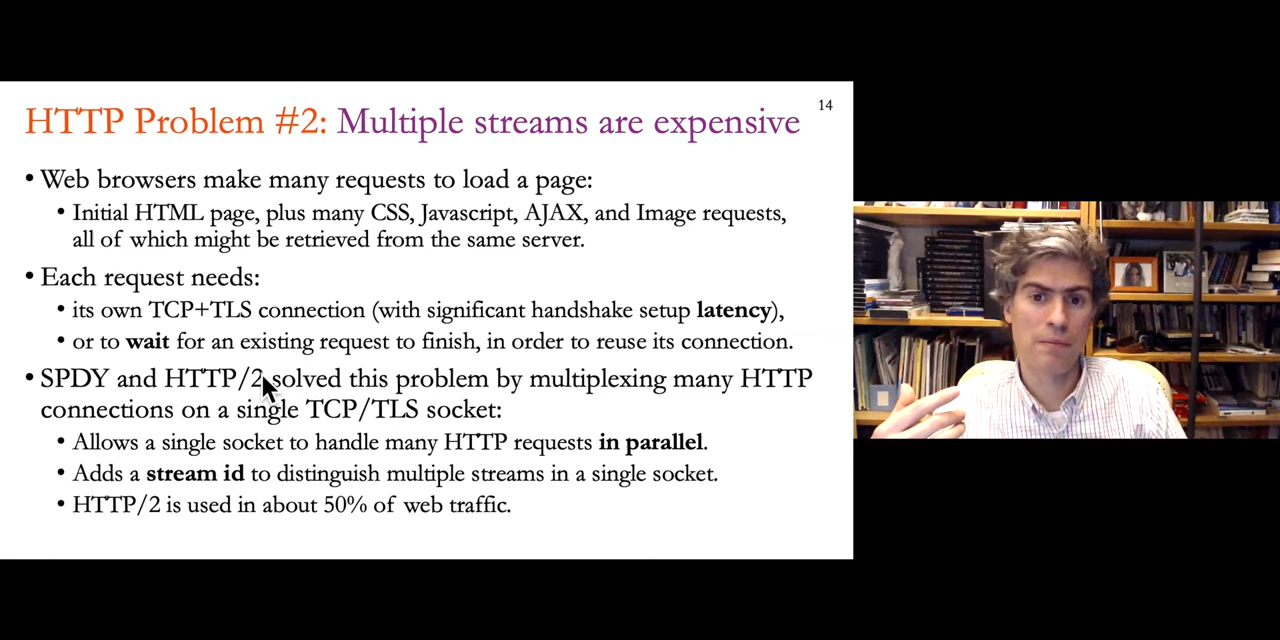 14
HTTP Problem #2: Multiple streams are expensive
• Web browsers make many requests to load a page:
• Initial HTML page, plus many CSS, Javascript, AJAX, and Image requests,
all of which might be retrieved from the same server.
• Each request needs:
• its own TCP+TLS connection (with significant handshake setup latency),
• or to wait for an existing request to finish, in order to reuse its connection.
• SPDY and HTTP/2 solved this problem by multiplexing many HTTP
connections on a single TCP/TLS socket:
• Allows a single socket to handle many HTTP requests in parallel.
• Adds a stream id to distinguish multiple streams in a single socket.
• HTTP/2 is used in about 50% of web traffic.